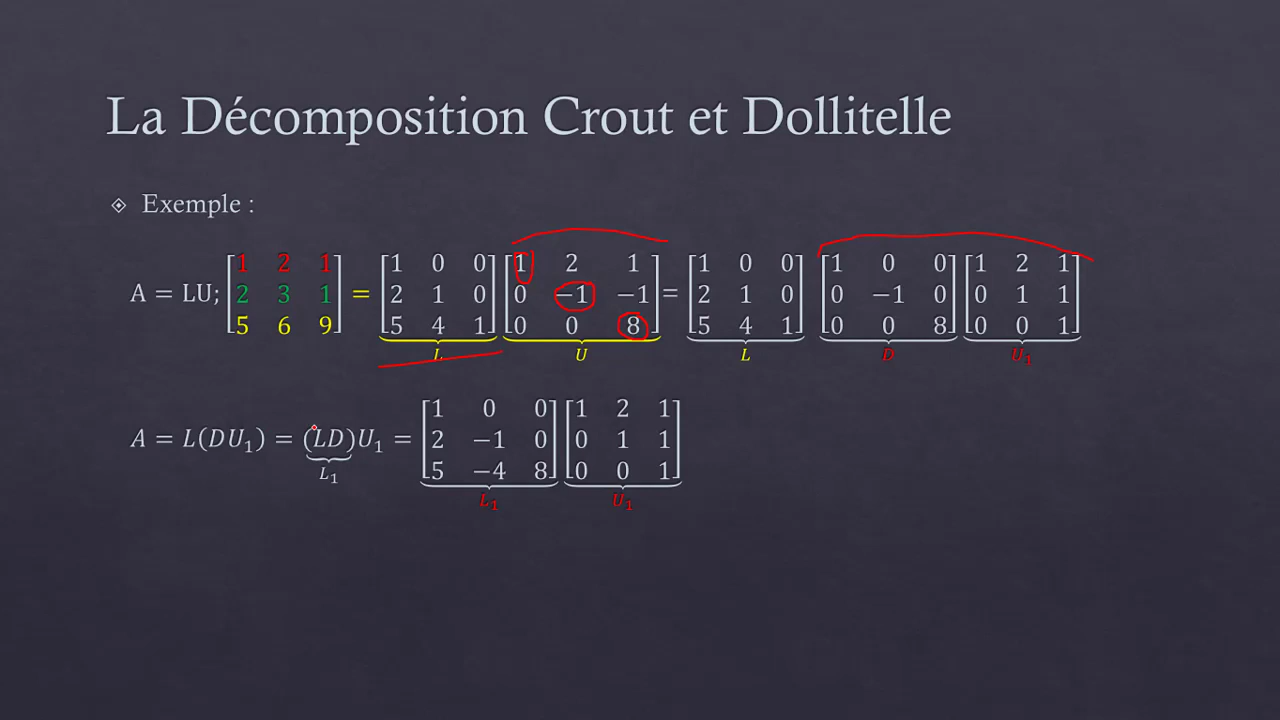 La Décomposition Crout et Dollitelle
Exemple :
A = LU; [1 2 1; 2 3 1; 5 6 9] = [1 0 0; 2 1 0; 5 4 1] [1 2 1; 0 −1 −1; 0 0 8] = [1 0 0; 2 1 0; 5 4 1] [1 0 0; 0 −1 0; 0 0 8] [1 2 1; 0 1 1; 0 0 1]
L U L D U₁
A = L(DU₁) = (LD)U₁ = [1 0 0; 2 −1 0; 5 −4 8] [1 2 1; 0 1 1; 0 0 1]
L₁ L₁ U₁